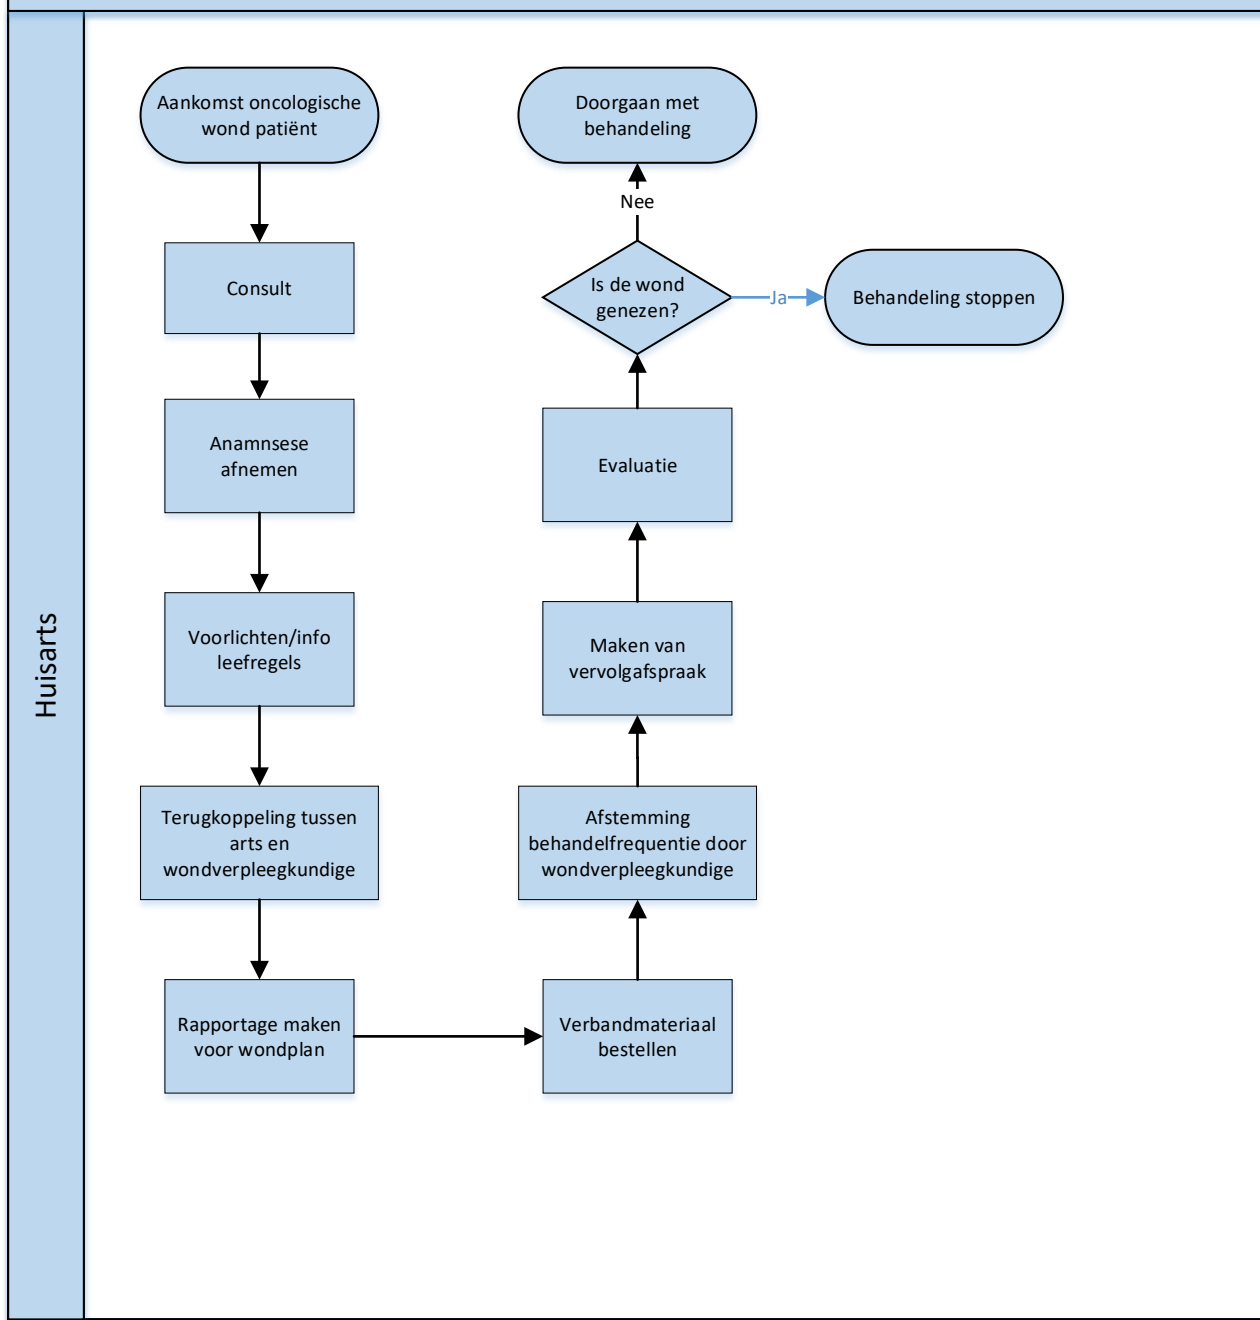 Huisarts
Aankomst oncologische
wond patiënt
Consult
Anamnsese
afnemen
Voorlichten/info
leefregels
Terugkoppeling tussen
arts en
wondverpleegkundige
Rapportage maken
voor wondplan
Verbandmateriaal
bestellen
Afstemming
behandelfrequentie door
wondverpleegkundige
Maken van
vervolgafspraak
Evaluatie
Is de wond
genezen?
Nee
Doorgaan met
behandeling
Ja
Behandeling stoppen